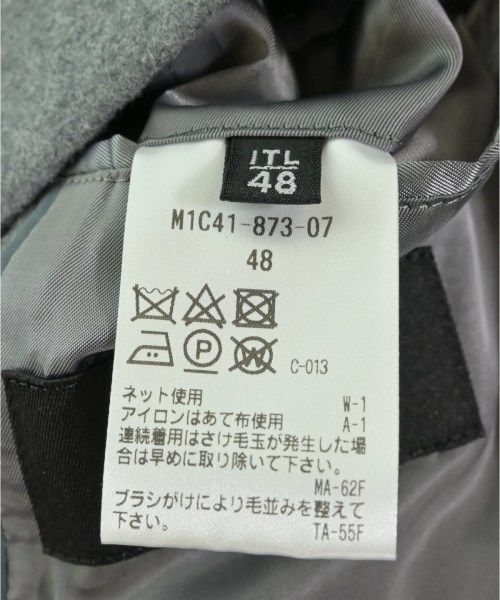 ITL
48
M1C41-873-07
48
P
W
C-013
ネット使用 W-1
アイロンはあて布使用 A-1
連続着用はさけ毛玉が発生した場
合は早めに取り除いて下さい。
MA-62F
ブラシがけにより毛並みを整えて
下さい。 TA-55F